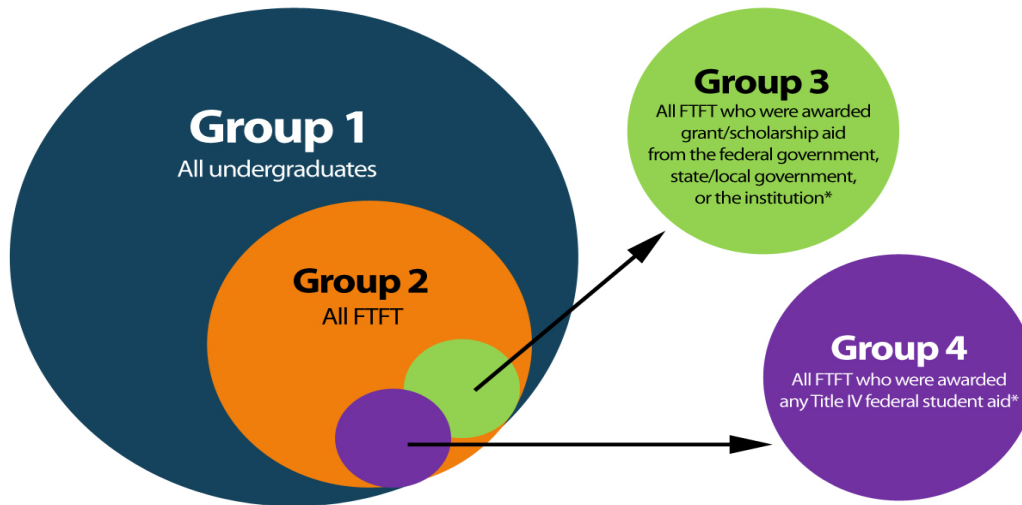 Group 1
All undergraduates
Group 2
All FTFT
Group 3
All FTFT who were awarded
grant/scholarship aid
from the federal government,
state/local government,
or the institution*
Group 4
All FTFT who were awarded
any Title IV federal student aid*